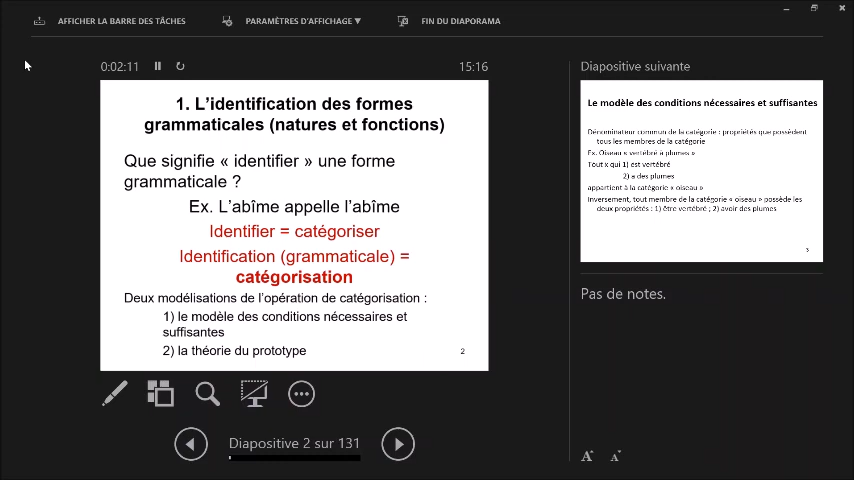 AFFICHER LA BARRE DES TÂCHES
PARAMÈTRES D'AFFICHAGE ▼
FIN DU DIAPORAMA
0:02:11
15:16
1. L’identification des formes
grammaticales (natures et fonctions)
Que signifie « identifier » une forme
grammaticale ?
Ex. L’abîme appelle l’abîme
Identifier = catégoriser
Identification (grammaticale) =
catégorisation
Deux modélisations de l’opération de catégorisation :
1) le modèle des conditions nécessaires et
suffisantes
2) la théorie du prototype
2
Diapositive 2 sur 131
Diapositive suivante
Le modèle des conditions nécessaires et suffisantes
Dénominateur commun de la catégorie : propriétés que possèdent
tous les membres de la catégorie
Ex. Oiseau « vertébré à plumes »
Tout x qui 1) est vertébré
2) a des plumes
appartient à la catégorie « oiseau »
Inversement, tout membre de la catégorie « oiseau » possède les
deux propriétés : 1) être vertébré ; 2) avoir des plumes
3
Pas de notes.
A A